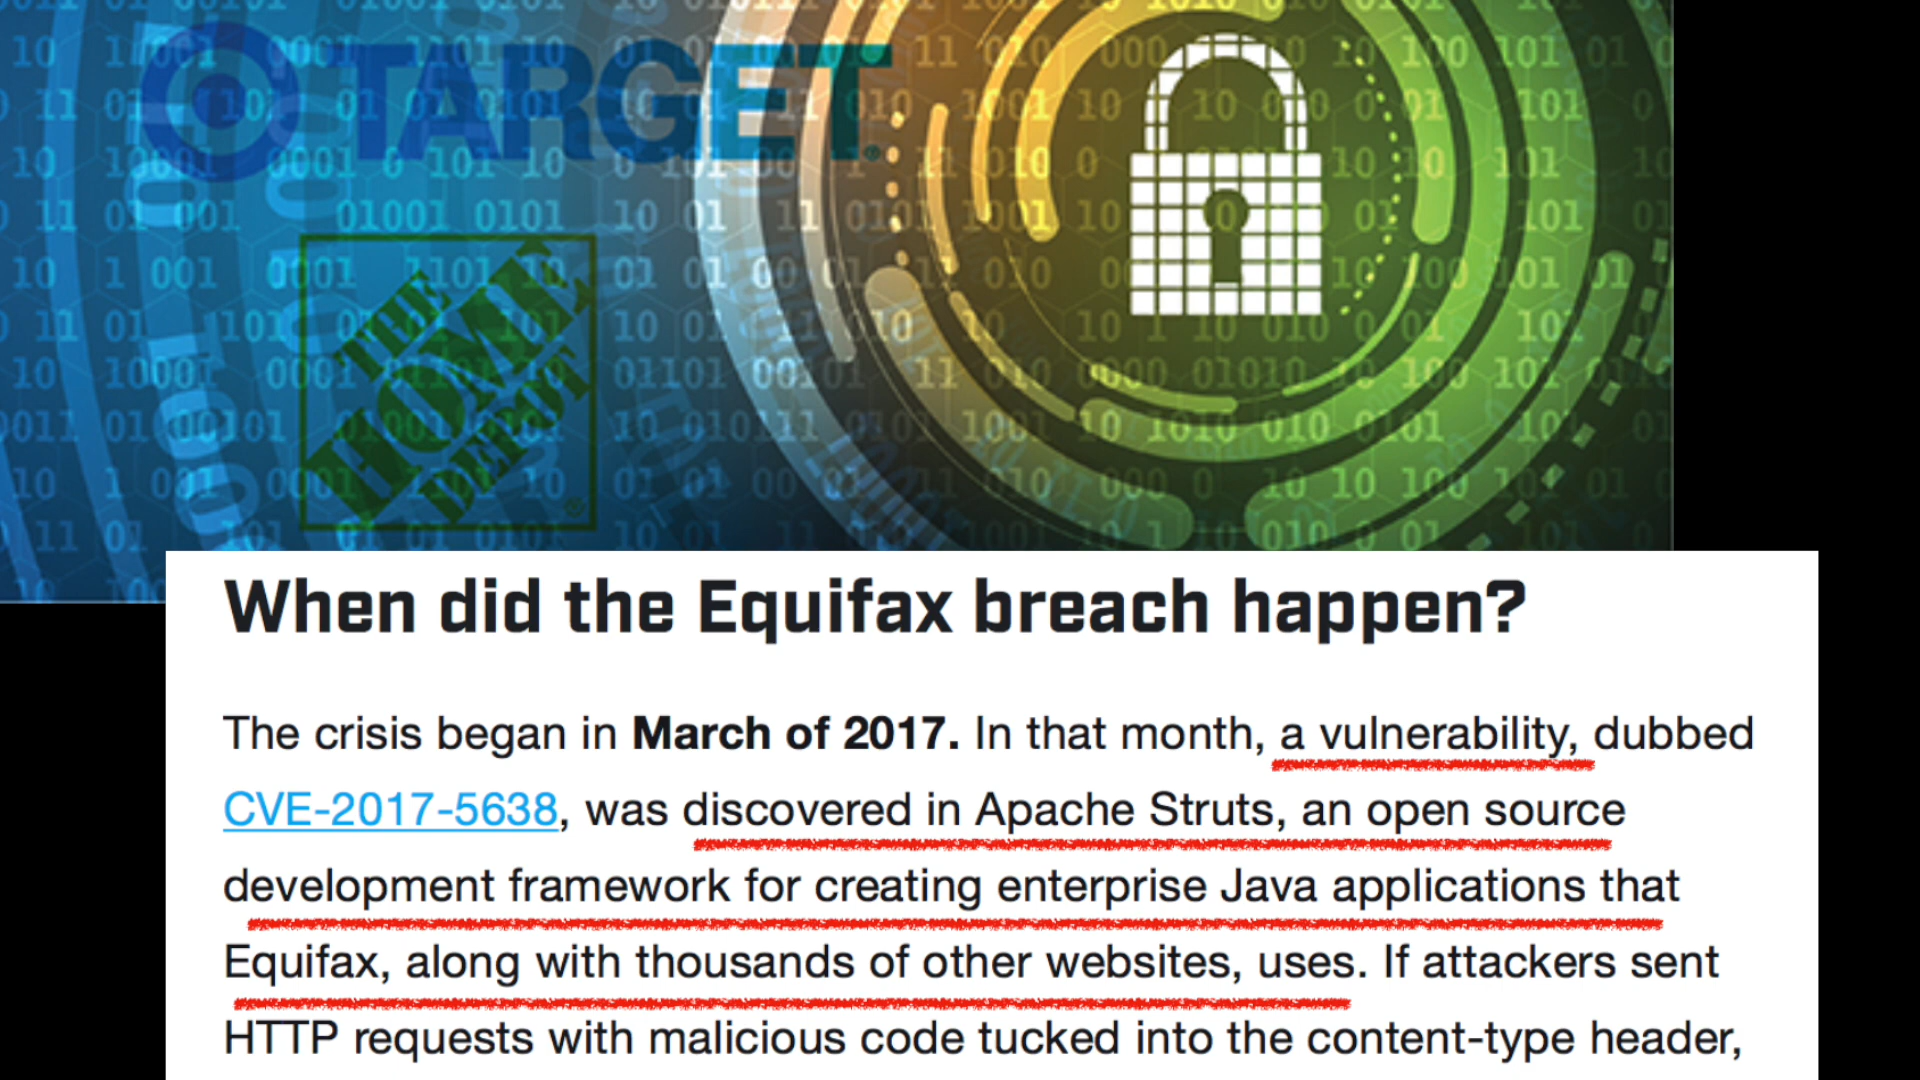 TARGET
THE
HOME
DEPOT
When did the Equifax breach happen?
The crisis began in March of 2017. In that month, a vulnerability, dubbed
CVE-2017-5638, was discovered in Apache Struts, an open source
development framework for creating enterprise Java applications that
Equifax, along with thousands of other websites, uses. If attackers sent
HTTP requests with malicious code tucked into the content-type header,